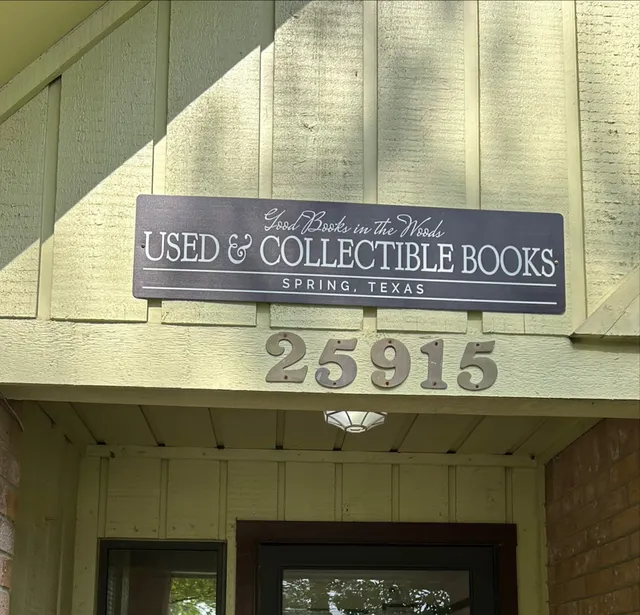 Good Books in the Woods
USED & COLLECTIBLE BOOKS
SPRING, TEXAS
25915